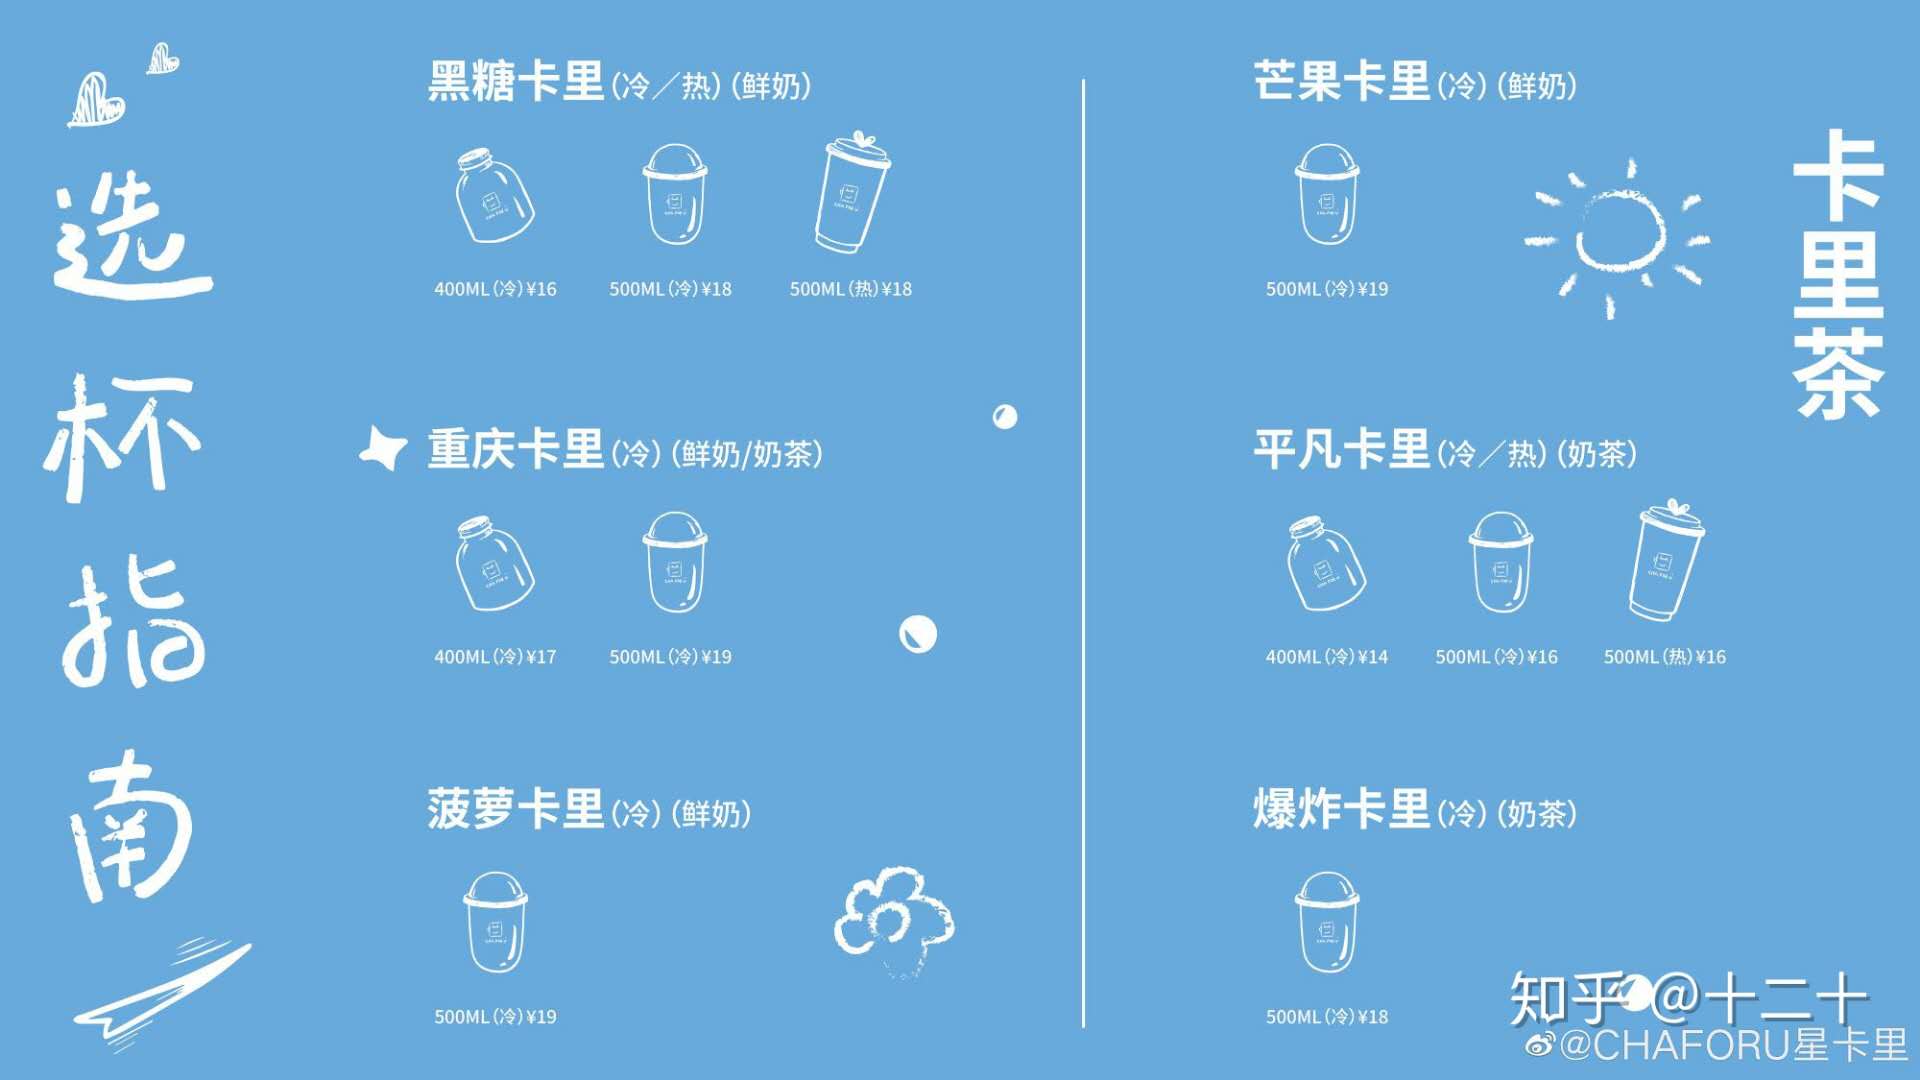 选杯指南
黑糖卡里(冷／热)(鲜奶)
400ML(冷)¥16 500ML(冷)¥18 500ML(热)¥18
重庆卡里(冷)(鲜奶/奶茶)
400ML(冷)¥17 500ML(冷)¥19
菠萝卡里(冷)(鲜奶)
500ML(冷)¥19
芒果卡里(冷)(鲜奶)
500ML(冷)¥19
平凡卡里(冷／热)(奶茶)
400ML(冷)¥14 500ML(冷)¥16 500ML(热)¥16
爆炸卡里(冷)(奶茶)
500ML(冷)¥18
卡里茶
知乎 @十二十
@CHAFORU星卡里